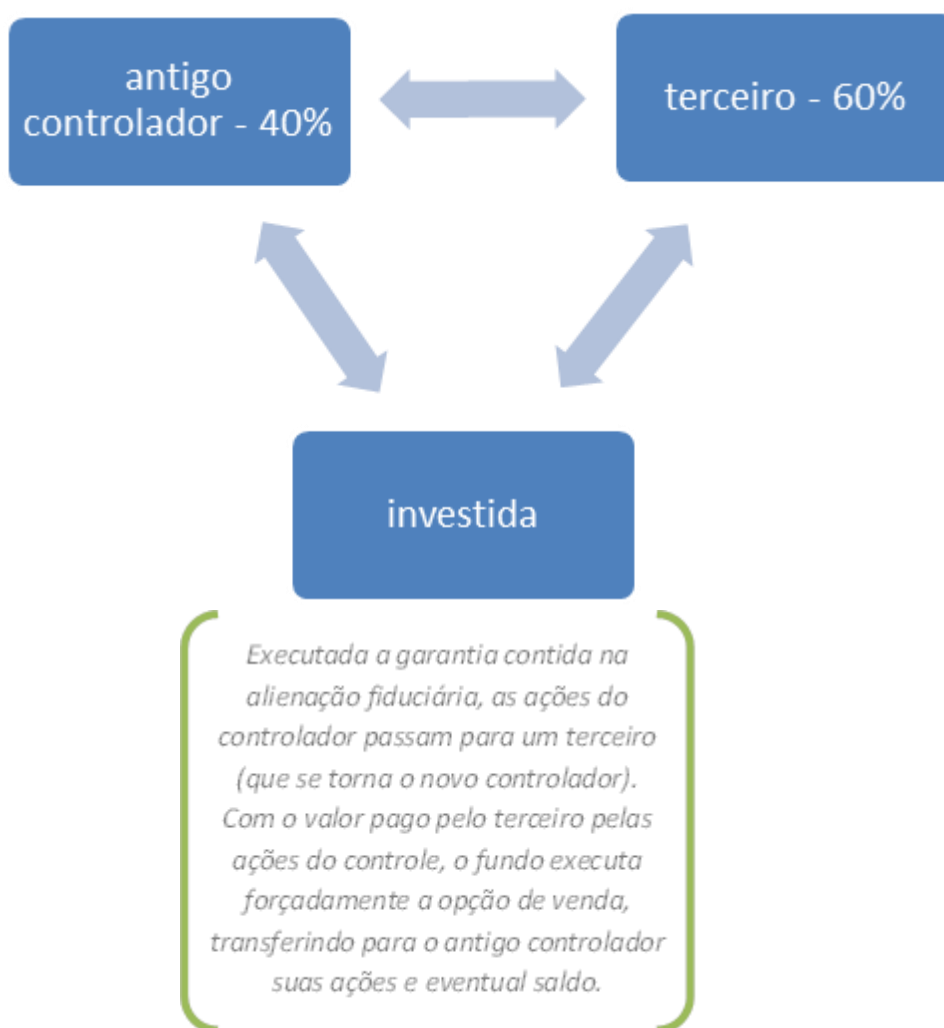 antigo
controlador - 40%
terceiro - 60%
investida
Executada a garantia contida na
alienação fiduciária, as ações do
controlador passam para um terceiro
(que se torna o novo controlador).
Com o valor pago pelo terceiro pelas
ações do controle, o fundo executa
forçadamente a opção de venda,
transferindo para o antigo controlador
suas ações e eventual saldo.